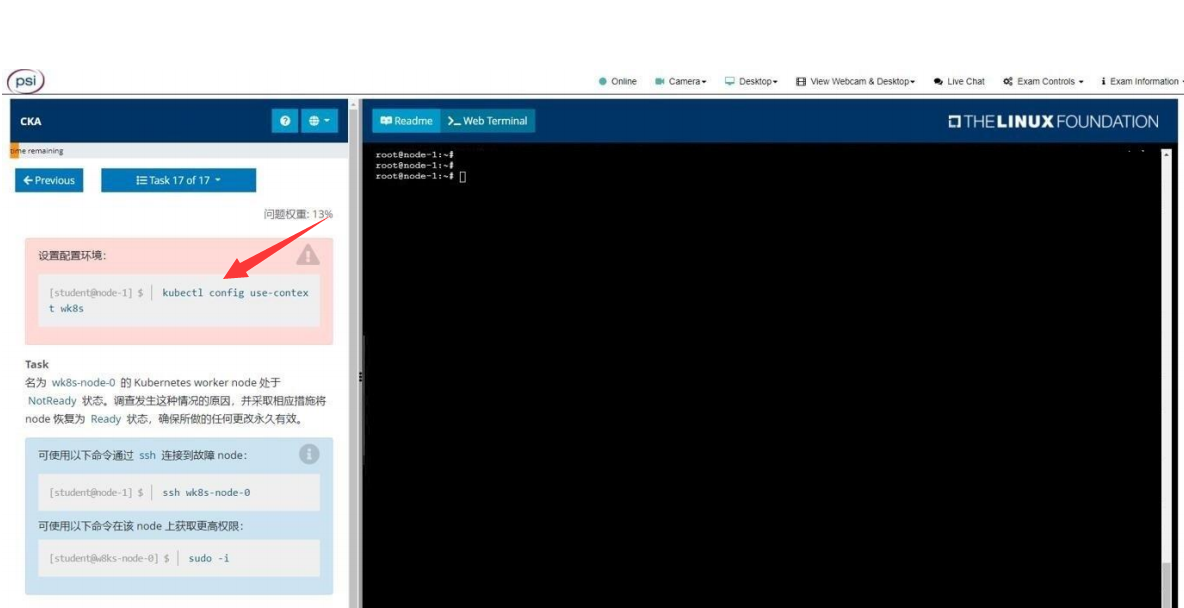 psi
Online Camera Desktop View Webcam & Desktop Live Chat Exam Controls Exam Information
CKA
Readme Web Terminal
THE LINUX FOUNDATION
time remaining
Previous
Task 17 of 17
问题权重: 13%
设置配置环境:
[student@node-1] $ | kubectl config use-contex
t wk8s
Task
名为 wk8s-node-0 的 Kubernetes worker node 处于
NotReady 状态。调查发生这种情况的原因，并采取相应措施将
node 恢复为 Ready 状态，确保所做的任何更改永久有效。
可使用以下命令通过 ssh 连接到故障 node:
[student@node-1] $ | ssh wk8s-node-0
可使用以下命令在该 node 上获取更高权限:
[student@w8ks-node-0] $ | sudo -i
root@node-1:~#
root@node-1:~#
root@node-1:~#